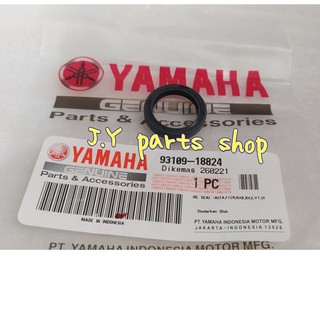 YAMAHA
GENUINE
Parts & Accessories
J.Y parts shop
YAMAHA
GENUINE
Parts & Accessories
93109-18824
Dikemas 260221
1 PC
MADE IN INDONESIA
PT. YAMAHA INDONESIA MOTOR MFG.
JAKARTA-INDONESIA 13920
PT. YAMAHA INDONESIA MOTOR MFG.